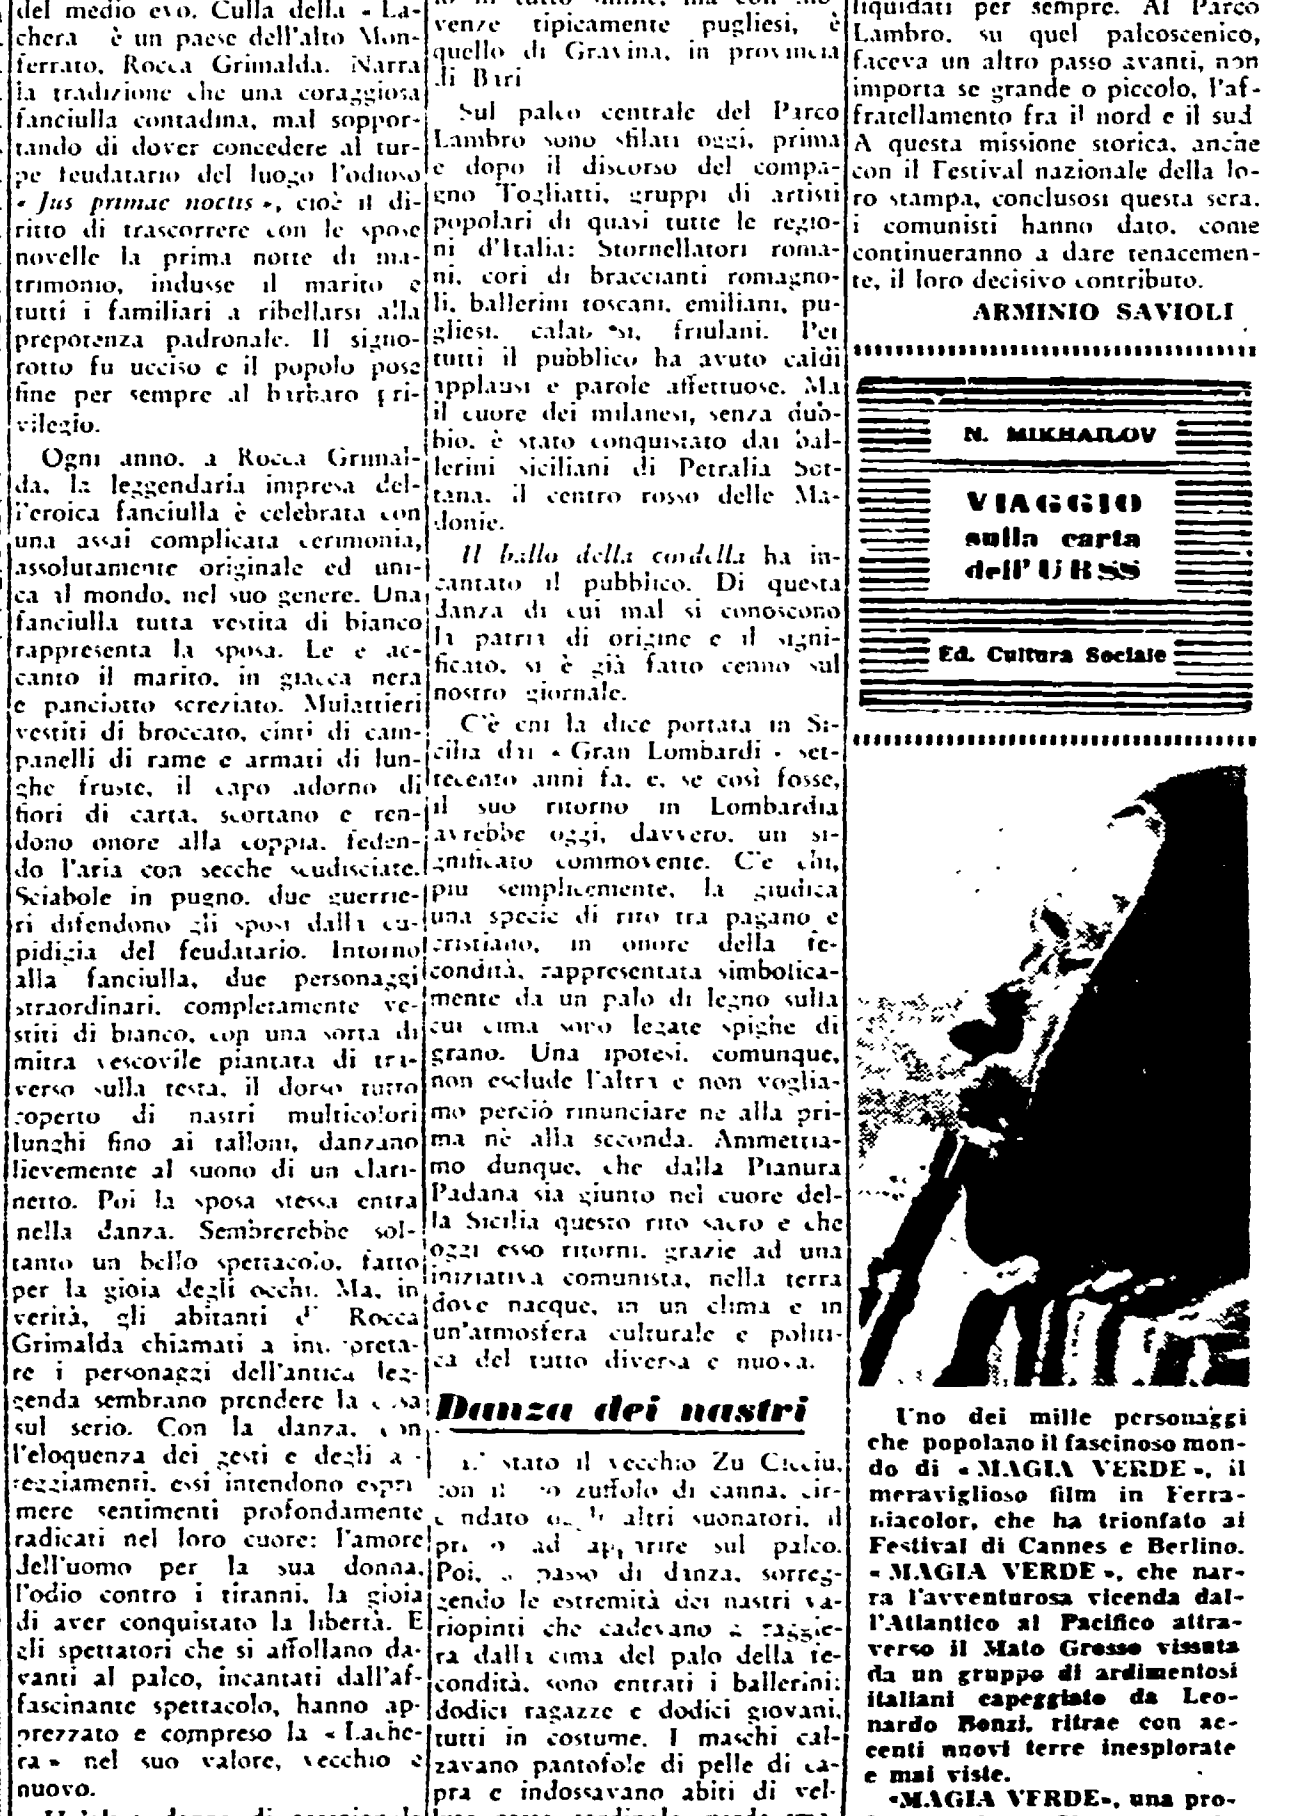 del medio evo. Culla della « La-
chera è un paese dell'alto Mon-
ferrato, Rocca Grimalda. Narra
la tradizione che una coraggiosa
fanciulla contadina, mal soppor-
tando di dover concedere al tur-
pe feudatario del luogo l'odioso
« Jus primae noctis », cioè il di-
ritto di trascorrere con le spose
novelle la prima notte di ma-
trimonio, indusse il marito e
tutti i familiari a ribellarsi alla
prepotenza padronale. Il signo-
rotto fu ucciso e il popolo pose
fine per sempre al barbaro pri-
vilegio.
Ogni anno, a Rocca Grimal-
da, la leggendaria impresa del-
l'eroica fanciulla è celebrata con
una assai complicata cerimonia,
assolutamente originale ed uni-
ca al mondo, nel suo genere. Una
fanciulla tutta vestita di bianco
rappresenta la sposa. Le e ac-
canto il marito, in giacca nera
e panciotto screziato. Mulattieri
vestiti di broccato, cinti di cam-
panelli di rame e armati di lun-
ghe fruste, il capo adorno di
fiori di carta, scortano e ren-
dono onore alla coppia, feden-
do l'aria con secche scudisciate.
Sciabole in pugno, due guerrie-
ri difendono gli sposi dalla cu-
pidigia del feudatario. Intorno
alla fanciulla, due personaggi
straordinari, completamente ve-
stiti di bianco, con una sorta di
mitra vescovile piantata di tra-
verso sulla testa, il dorso tutto
coperto di nastri multicolori
lunghi fino ai talloni, danzano
lievemente al suono di un clari-
netto. Poi la sposa stessa entra
nella danza. Sembrerebbe sol-
tanto un bello spettacolo, fatto
per la gioia degli occhi. Ma, in
verità, gli abitanti di Rocca
Grimalda chiamati a interpreta-
re i personaggi dell'antica leg-
genda sembrano prendere la cosa
sul serio. Con la danza, con
l'eloquenza dei gesti e degli at-
teggiamenti, essi intendono espri
mere sentimenti profondamente
radicati nel loro cuore: l'amore
dell'uomo per la sua donna,
l'odio contro i tiranni, la gioia
di aver conquistato la libertà. E
gli spettatori che si affollano da-
vanti al palco, incantati dall'af-
fascinante spettacolo, hanno ap-
prezzato e compreso la « Lache-
ra » nel suo valore, vecchio e
nuovo.
venze tipicamente pugliesi, è
quello di Gravina, in provincia
di Bari
Sul palco centrale del Parco
Lambro sono sfilati oggi, prima
e dopo il discorso del compa-
gno Togliatti, gruppi di artisti
popolari di quasi tutte le regio-
ni d'Italia: Stornellatori roma-
ni, cori di braccianti romagno-
li, ballerini toscani, emiliani, pu-
gliesi, calabresi, friulani. Per
tutti il pubblico ha avuto caldi
applausi e parole affettuose. Ma
il cuore dei milanesi, senza dub-
bio, è stato conquistato dai bal-
lerini siciliani di Petralia Sot-
tana, il centro rosso delle Ma-
donie.
Il ballo della cordella ha in-
cantato il pubblico. Di questa
danza di cui mal si conoscono
la patria di origine e il signi-
ficato, si è già fatto cenno sul
nostro giornale.
C'è chi la dice portata in Si-
cilia dai « Gran Lombardi » set-
tecento anni fa, e, se così fosse,
il suo ritorno in Lombardia
avrebbe oggi, davvero, un si-
gnificato commovente. C'è chi,
più semplicemente, la giudica
una specie di rito tra pagano e
cristiano, in onore della fe-
condità, rappresentata simbolica-
mente da un palo di legno sulla
cui cima sono legate spighe di
grano. Una ipotesi, comunque,
non esclude l'altra e non voglia-
mo perciò rinunciare ne alla pri-
ma nè alla seconda. Ammettia-
mo dunque, che dalla Pianura
Padana sia giunto nel cuore del-
la Sicilia questo rito sacro e che
oggi esso ritorni, grazie ad una
iniziativa comunista, nella terra
dove nacque, in un clima e in
un'atmosfera culturale e politi-
ca del tutto diversa e nuova.
Danza dei nastri
E' stato il vecchio Zu Cicciu,
con il suo zuffolo di canna, cir-
condato dagli altri suonatori, il
primo ad apparire sul palco.
Poi, a passo di danza, sorreg-
gendo le estremità dei nastri va-
riopinti che cadevano a raggie-
ra dalla cima del palo della fe-
condità, sono entrati i ballerini:
dodici ragazze e dodici giovani,
tutti in costume. I maschi cal-
zavano pantofole di pelle di ca-
pra e indossavano abiti di vel-
liquidati per sempre. Al Parco
Lambro, su quel palcoscenico,
faceva un altro passo avanti, non
importa se grande o piccolo, l'af-
fratellamento fra il nord e il sud
A questa missione storica, anche
con il Festival nazionale della lo-
ro stampa, conclusosi questa sera,
i comunisti hanno dato, come
continueranno a dare tenacemen-
te, il loro decisivo contributo.
ARMINIO SAVIOLI
N. MIKHAILOV
VIAGGIO
sulla carta
dell'URSS
Ed. Cultura Sociale
Uno dei mille personaggi
che popolano il fascinoso mon-
do di « MAGIA VERDE », il
meraviglioso film in Ferra-
niacolor, che ha trionfato ai
Festival di Cannes e Berlino.
« MAGIA VERDE », che nar-
ra l'avventurosa vicenda dal-
l'Atlantico al Pacifico attra-
verso il Mato Grosso vissuta
da un gruppo di ardimentosi
italiani capeggiato da Leo-
nardo Bonzi, ritrae con ac-
centi nuovi terre inesplorate
e mai viste.
«MAGIA VERDE», una pro-